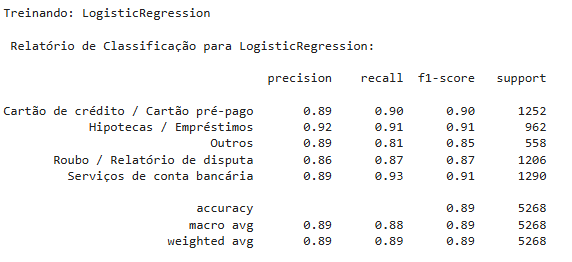 Treinando: LogisticRegression
Relatório de Classificação para LogisticRegression:
precision recall f1-score support
Cartão de crédito / Cartão pré-pago 0.89 0.90 0.90 1252
Hipotecas / Empréstimos 0.92 0.91 0.91 962
Outros 0.89 0.81 0.85 558
Roubo / Relatório de disputa 0.86 0.87 0.87 1206
Serviços de conta bancária 0.89 0.93 0.91 1290
accuracy 0.89 5268
macro avg 0.89 0.88 0.89 5268
weighted avg 0.89 0.89 0.89 5268